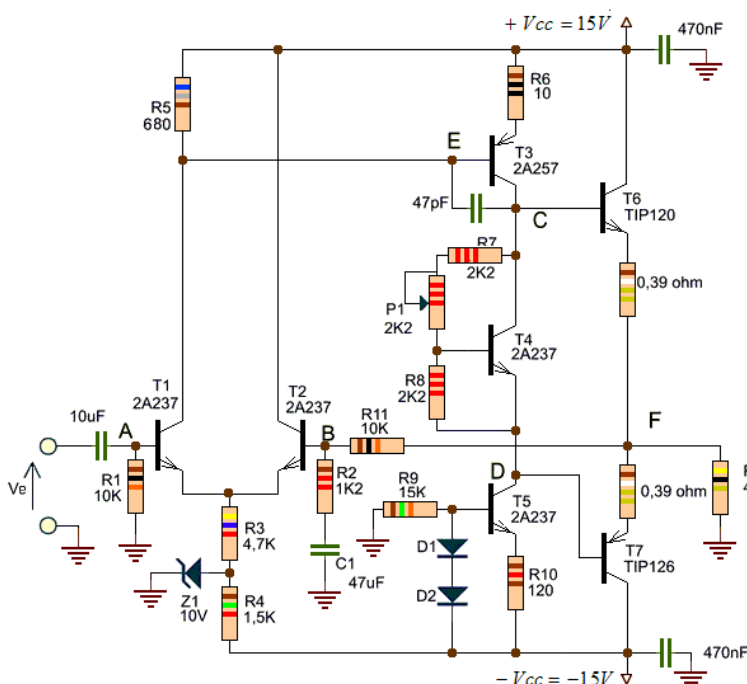 + Vcc = 15V
470nF
R6
10
R5
680
E
T3
2A257
47pF
C
T6
TIP120
R7
2K2
0,39 ohm
P1
2K2
T4
2A237
T1
2A237
T2
2A237
R8
2K2
10uF
A
B
R11
10K
F
Ve
R1
10K
R2
1K2
R9
15K
D
T5
2A237
0,39 ohm
R3
4,7K
D1
T7
TIP126
C1
47uF
Z1
10V
R4
1,5K
D2
R10
120
470nF
− Vcc = −15V